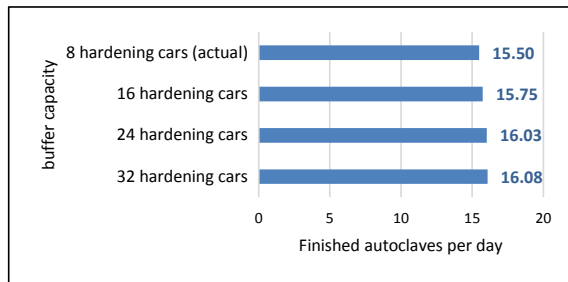 buffer capacity
8 hardening cars (actual) 15.50
16 hardening cars 15.75
24 hardening cars 16.03
32 hardening cars 16.08
0 5 10 15 20
Finished autoclaves per day